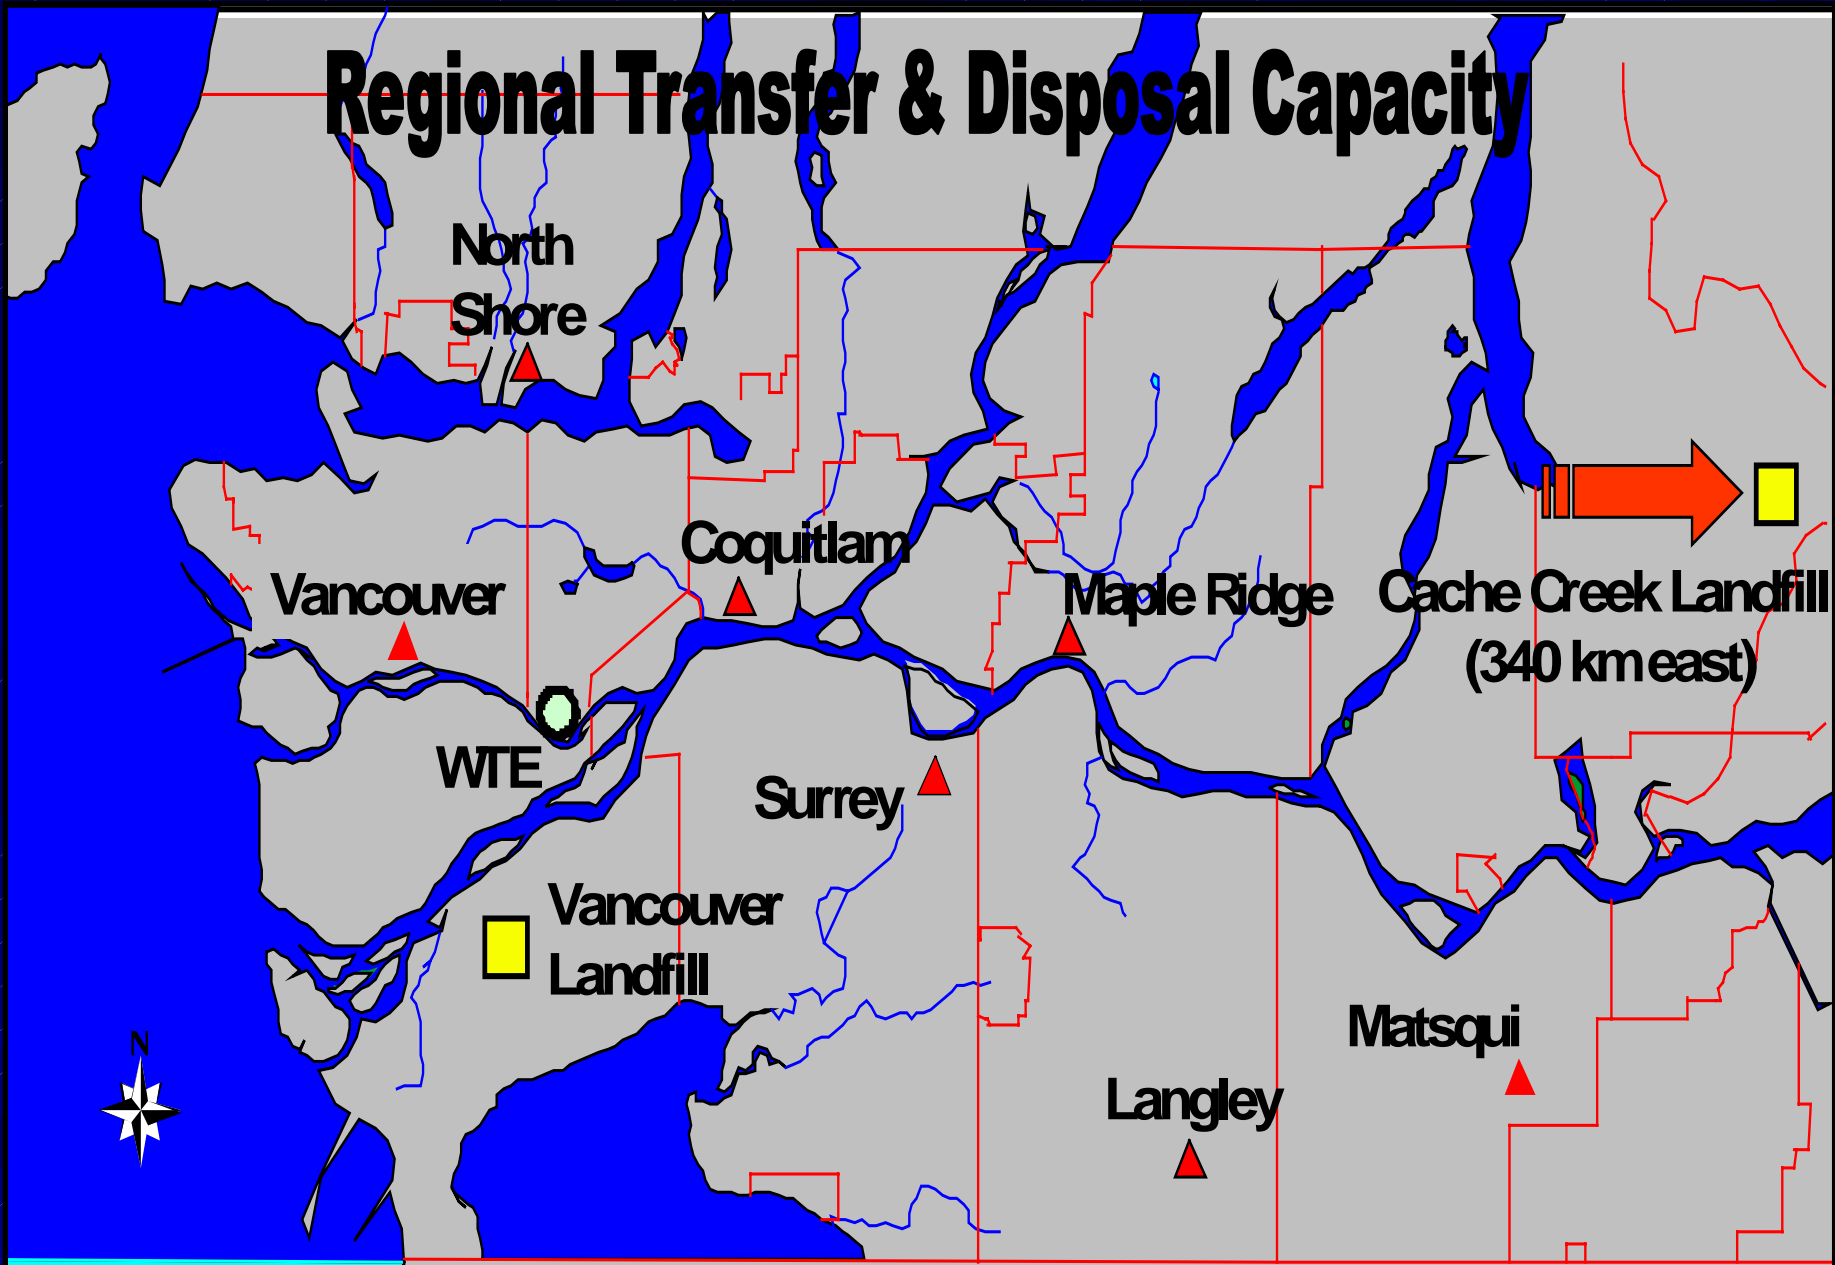 Regional Transfer & Disposal Capacity
North
Shore
Coquitlam
Vancouver
Maple Ridge
Cache Creek Landfill
(340 km east)
WTE
Surrey
Vancouver
Landfill
Matsqui
N
Langley